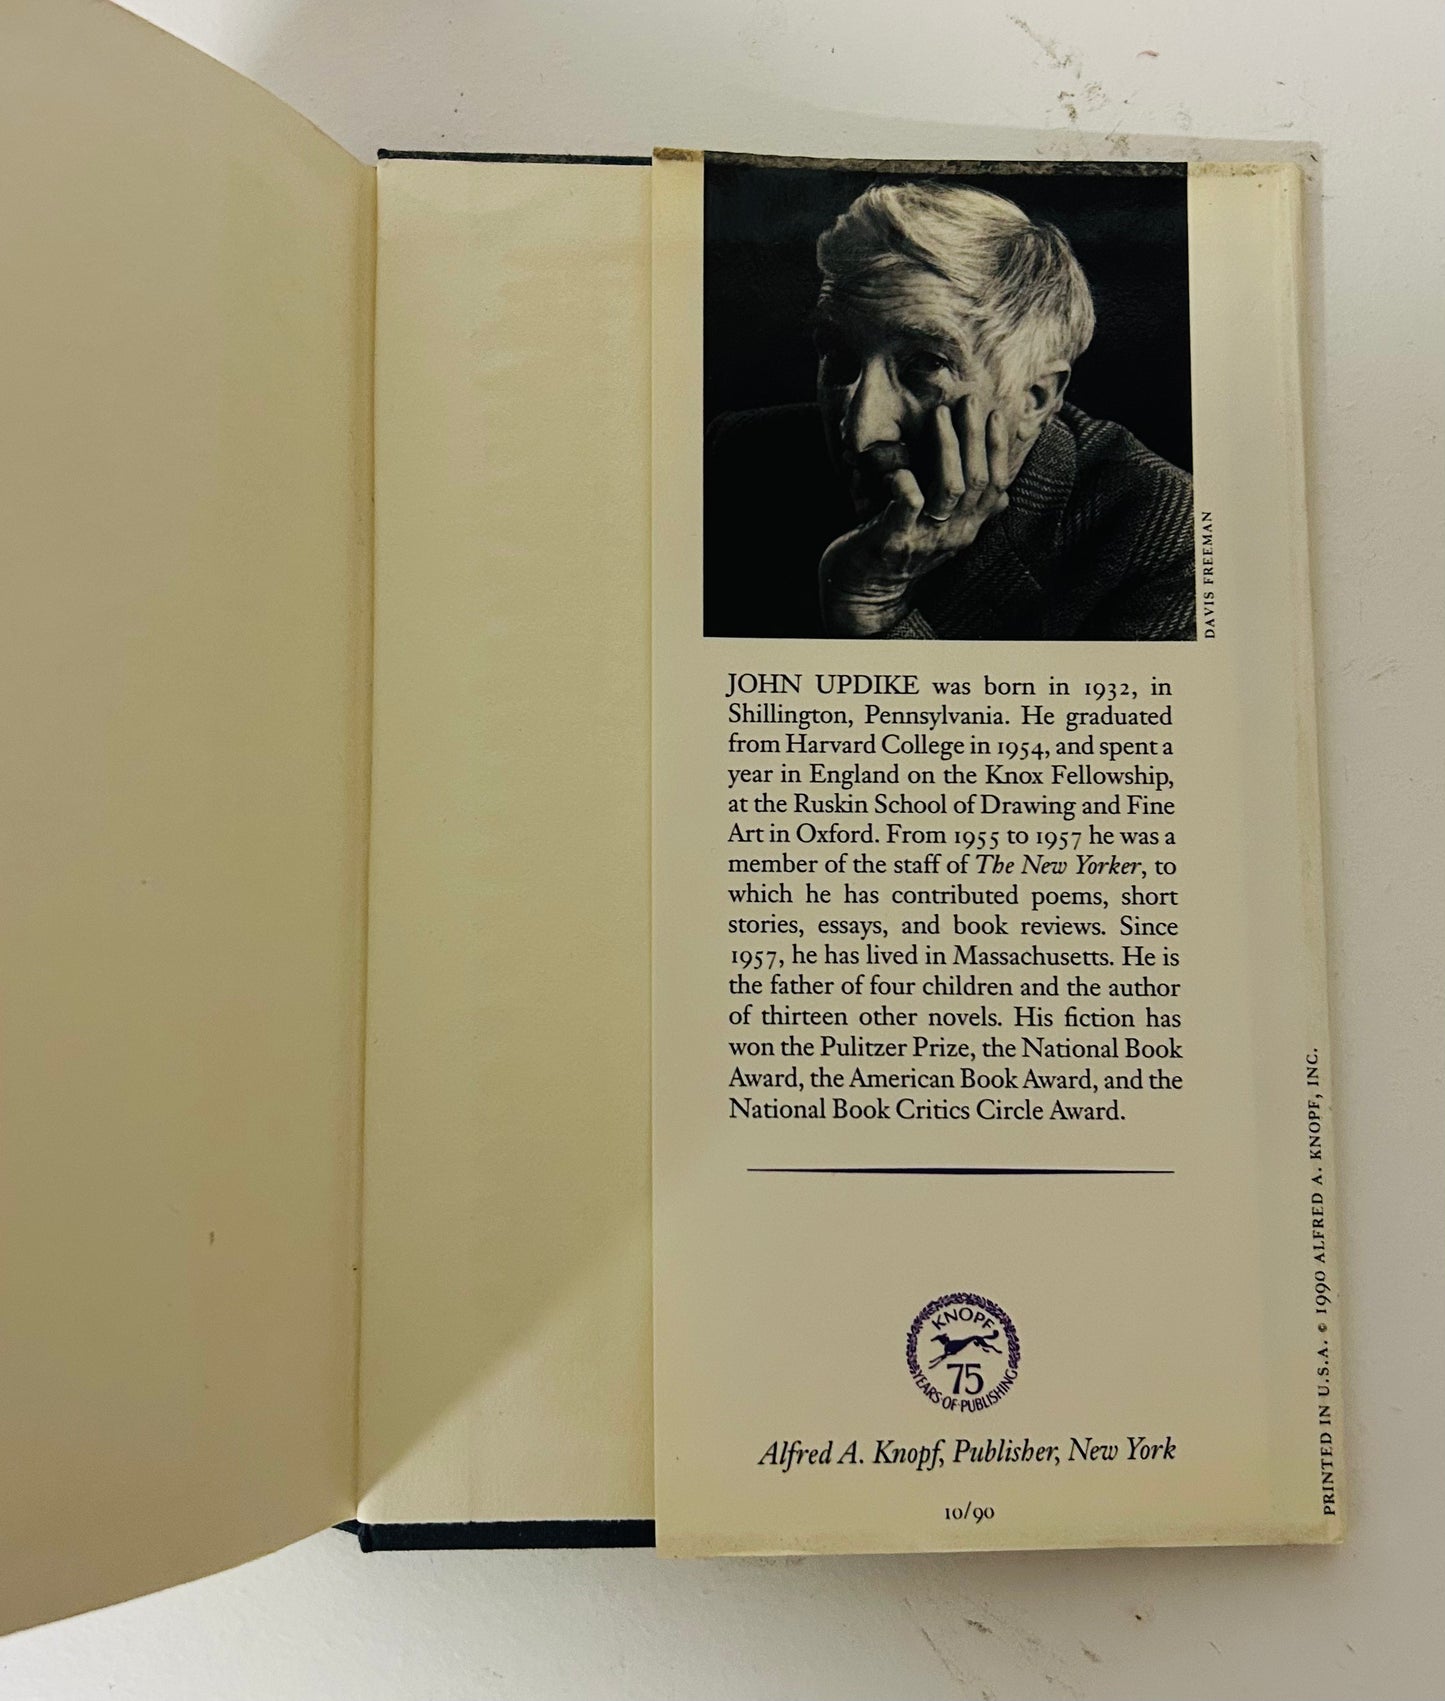 DAVIS FREEMAN
JOHN UPDIKE was born in 1932, in
Shillington, Pennsylvania. He graduated
from Harvard College in 1954, and spent a
year in England on the Knox Fellowship,
at the Ruskin School of Drawing and Fine
Art in Oxford. From 1955 to 1957 he was a
member of the staff of The New Yorker, to
which he has contributed poems, short
stories, essays, and book reviews. Since
1957, he has lived in Massachusetts. He is
the father of four children and the author
of thirteen other novels. His fiction has
won the Pulitzer Prize, the National Book
Award, the American Book Award, and the
National Book Critics Circle Award.
KNOPF
75
YEARS·OF·PUBLISHING
Alfred A. Knopf, Publisher, New York
10/90
PRINTED IN U.S.A. © 1990 ALFRED A. KNOPF, INC.